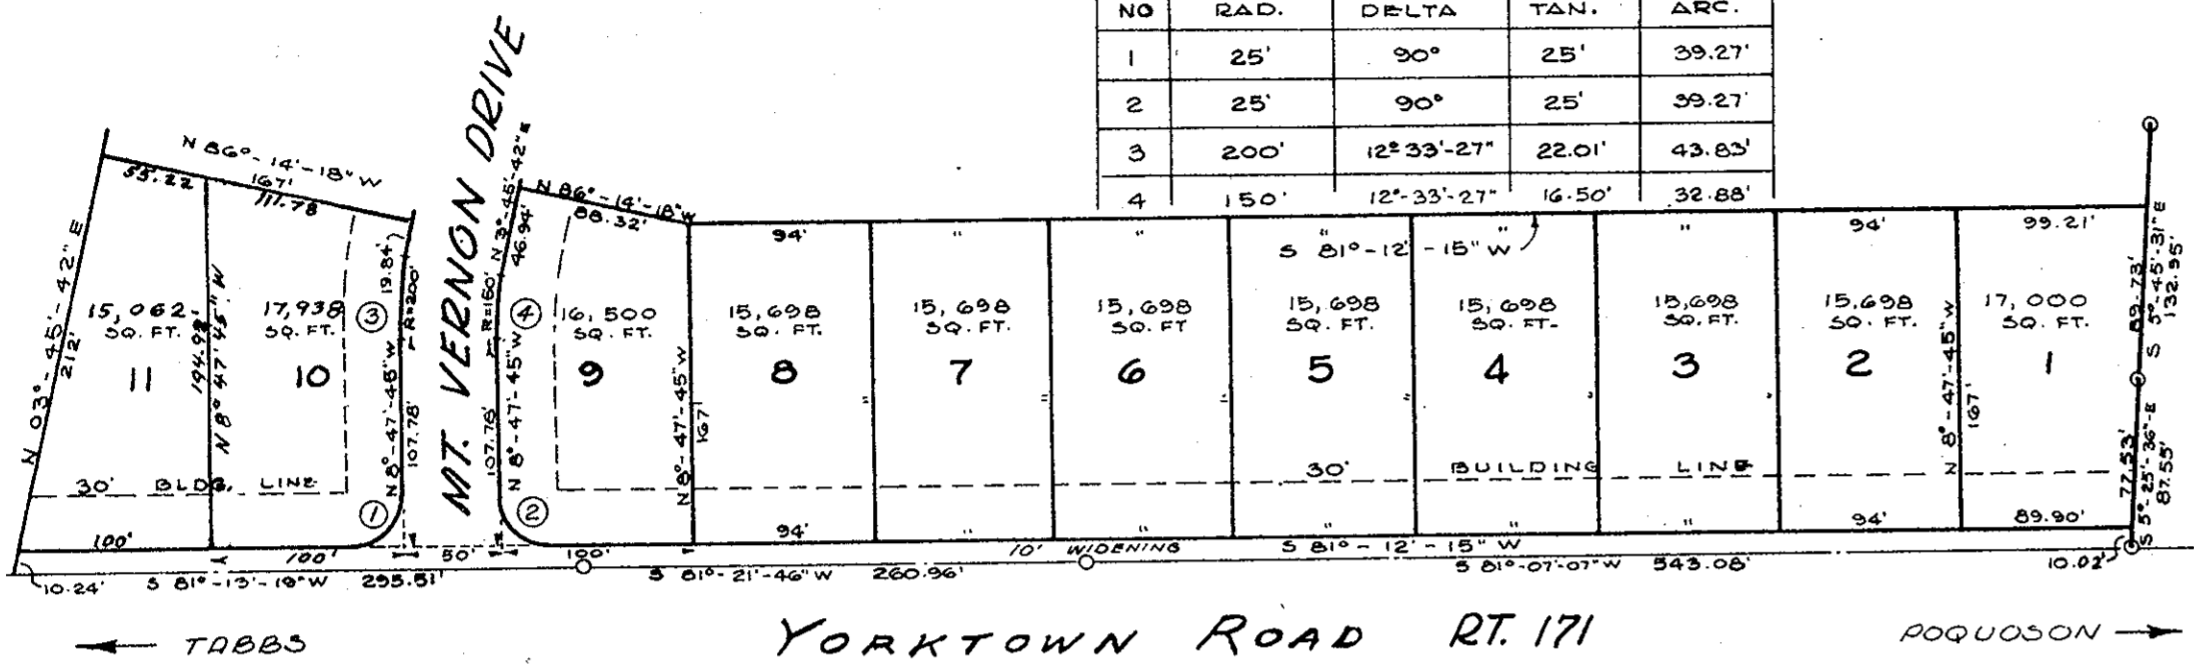 NO RAD. DELTA TAN. ARC.
1 25' 90° 25' 39.27'
2 25' 90° 25' 39.27'
3 200' 12°33'-27" 22.01' 43.83'
4 150' 12°-33'-27" 16.50' 32.88'
N 86°-14'-18" W
167'
55.22
111.78
N 03°-45'-42" E
212'
15,062
SQ. FT.
11
194.98'
N 8° 47' 45" W
17,938
SQ. FT.
10
3
19.84'
R=200'
N 8°-47'-45" W
107.78'
1
30' BLDG. LINE
100'
100'
50'
MT. VERNON DRIVE
N 3°-45'-42" E
46.94'
R=150'
4
N 8°-47'-45" W
107.78'
2
N 86°-14'-18" W
88.32'
16,500
SQ. FT.
9
N 8°-47'-45" W
167'
100'
94' " " " " " 94' 99.21'
S 81°-12'-15" W
15,698
SQ. FT.
8
15,698
SQ. FT.
7
15,698
SQ. FT
6
15,698
SQ. FT.
5
15,698
SQ. FT.
4
15,698
SQ. FT.
3
15,698
SQ. FT.
2
N 8°-47'-45" W
167'
17,000
SQ. FT.
1
89.73'
S 5°-45'-31" E
132.95'
77.53'
S 5°-25'-36"-E
87.55'
" " " " "
30' BUILDING LINE
94' " " " " " 94' 89.90'
10' WIDENING S 81°-12'-15" W
10.24' S 81°-13'-19" W 295.51' S 81°-21'-46" W 260.96' S 81°-07'-07" W 543.08' 10.02'
TABBS
YORKTOWN ROAD RT. 171
POQUOSON